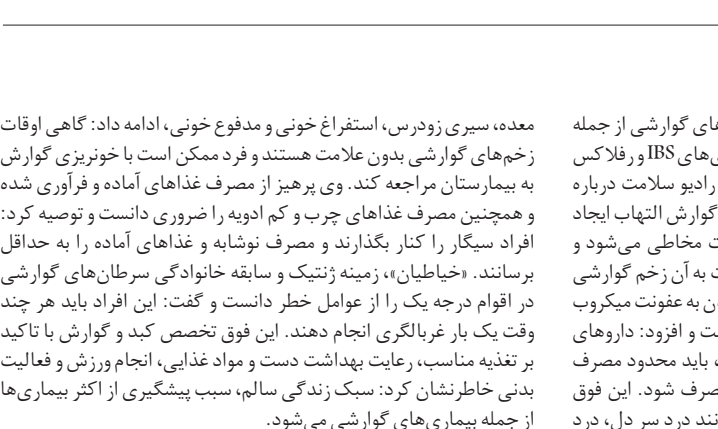 گوارشی از جمله
IBS و رفلاکس
رادیو سلامت درباره
گوارش التهاب ایجاد
مخاطی می‌شود و
به آن زخم گوارشی
به عفونت میکروب
و افزود: داروهای
باید محدود مصرف
شود. این فوق
درد سر دل، درد
معده، سیری زودرس، استفراغ خونی و مدفوع خونی، ادامه داد: گاهی اوقات
زخم‌های گوارشی بدون علامت هستند و فرد ممکن است با خونریزی گوارش
به بیمارستان مراجعه کند. وی پرهیز از مصرف غذاهای آماده و فرآوری شده
و همچنین مصرف غذاهای چرب و کم ادویه را ضروری دانست و توصیه کرد:
افراد سیگار را کنار بگذارند و مصرف نوشابه و غذاهای آماده را به حداقل
برسانند. «خیاطیان»، زمینه ژنتیک و سابقه خانوادگی سرطان‌های گوارشی
در اقوام درجه یک را از عوامل خطر دانست و گفت: این افراد باید هر چند
وقت یک بار غربالگری انجام دهند. این فوق تخصص کبد و گوارش با تاکید
بر تغذیه مناسب، رعایت بهداشت دست و مواد غذایی، انجام ورزش و فعالیت
بدنی خاطرنشان کرد: سبک زندگی سالم، سبب پیشگیری از اکثر بیماری‌ها
از جمله بیماری‌های گوارشی می‌شود.